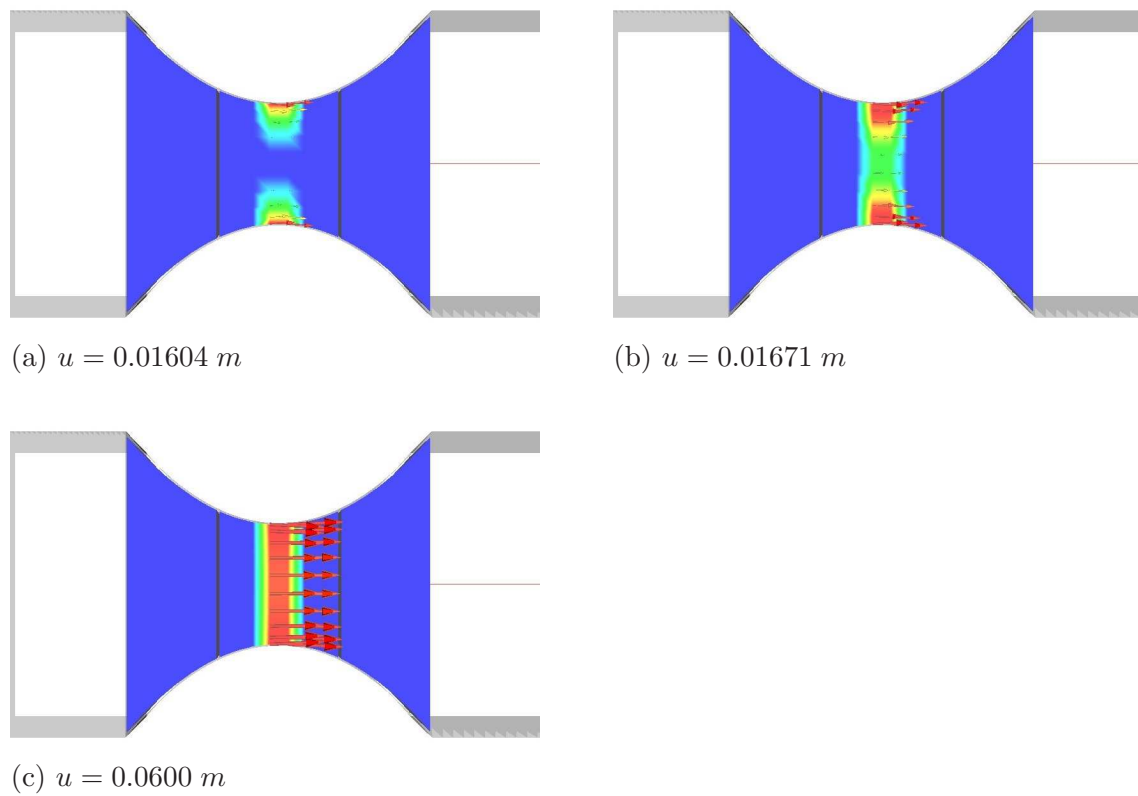 (a) u = 0.01604 m
(b) u = 0.01671 m
(c) u = 0.0600 m